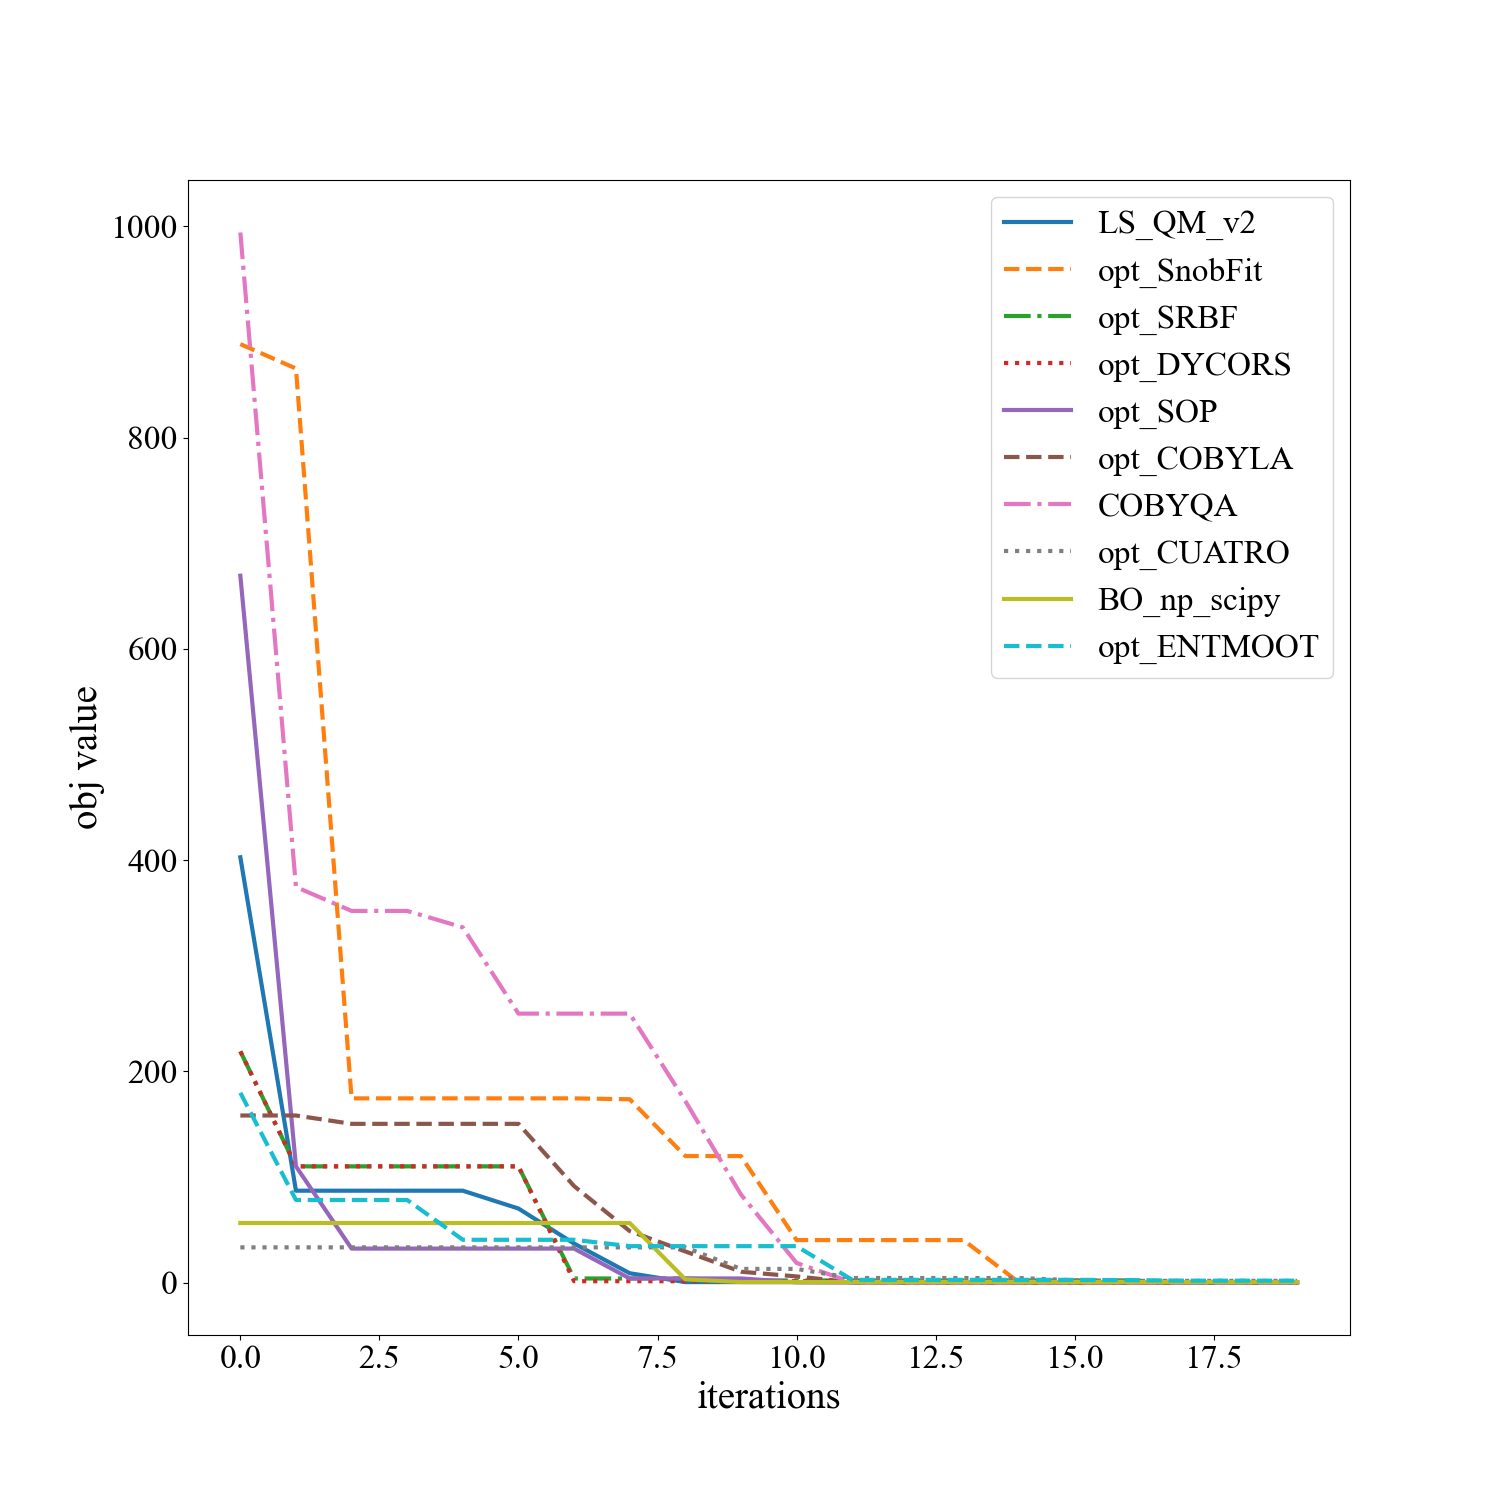 1000
800
600
400
200
0
obj value
LS_QM_v2
opt_SnobFit
opt_SRBF
opt_DYCORS
opt_SOP
opt_COBYLA
COBYQA
opt_CUATRO
BO_np_scipy
opt_ENTMOOT
0.0 2.5 5.0 7.5 10.0 12.5 15.0 17.5
iterations